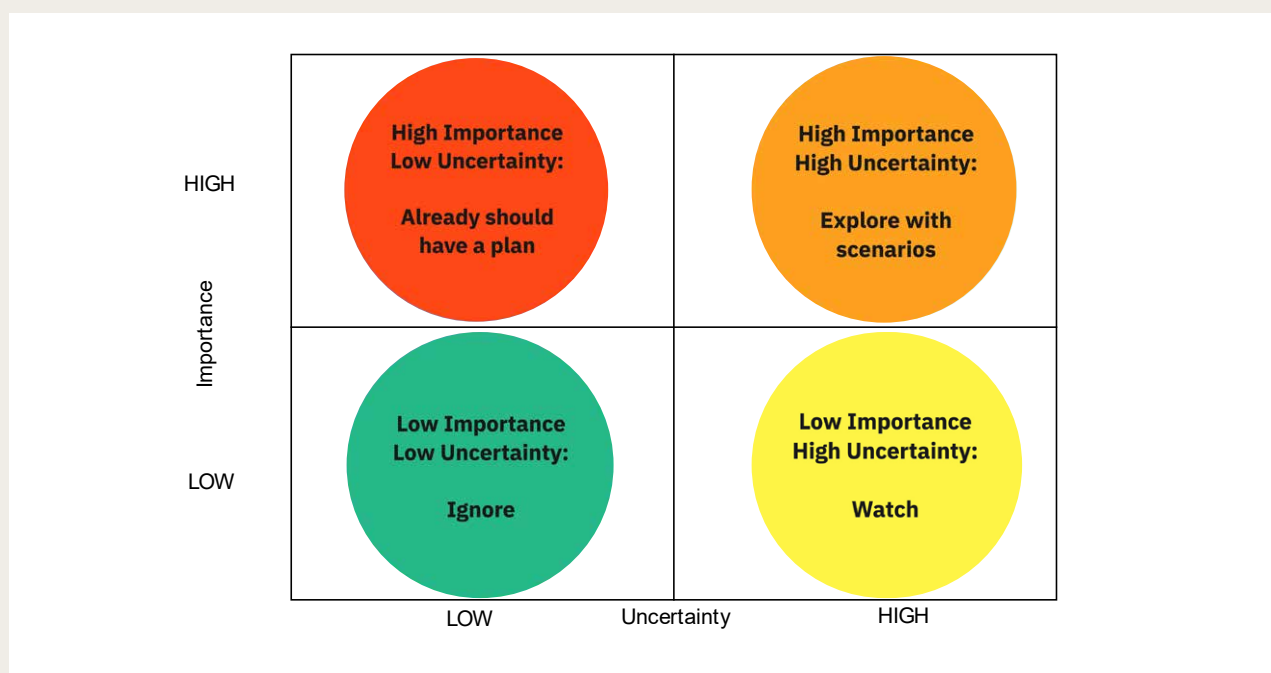 High Importance
Low Uncertainty:
Already should
have a plan
High Importance
High Uncertainty:
Explore with
scenarios
HIGH
Importance
LOW
Low Importance
Low Uncertainty:
Ignore
Low Importance
High Uncertainty:
Watch
LOW
Uncertainty
HIGH